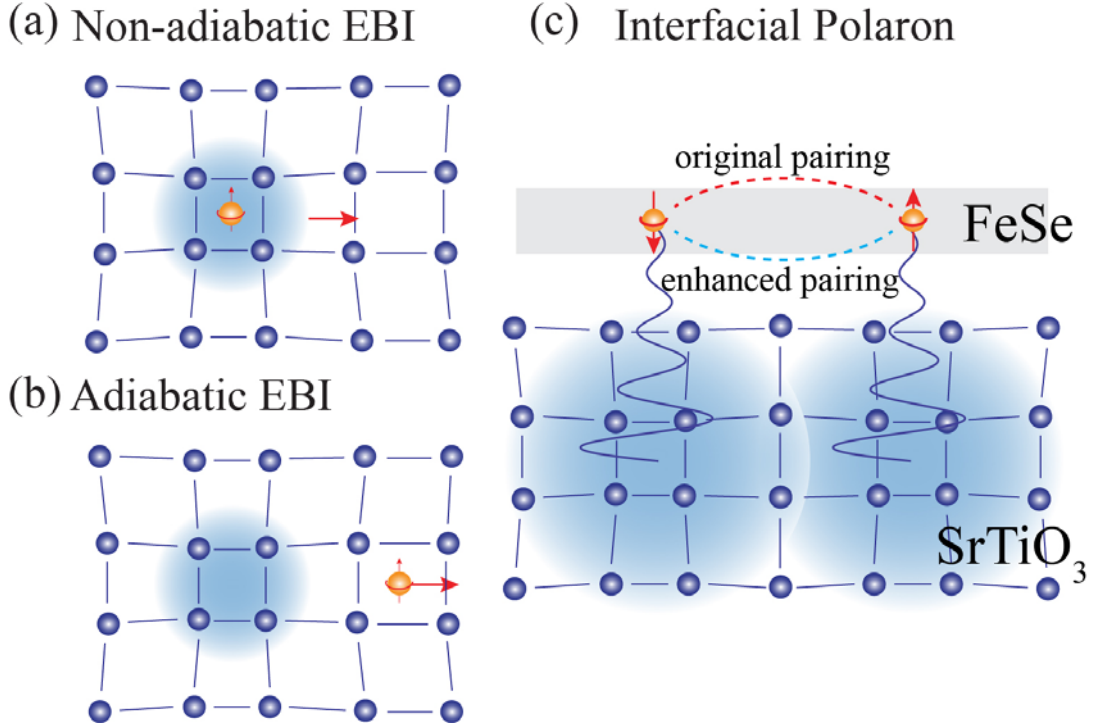 (a) Non-adiabatic EBI
(b) Adiabatic EBI
(c) Interfacial Polaron
original pairing
FeSe
enhanced pairing
SrTiO₃